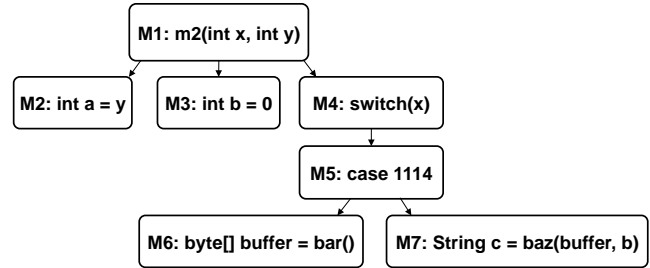 M1: m2(int x, int y)
M2: int a = y
M3: int b = 0
M4: switch(x)
M5: case 1114
M6: byte[] buffer = bar()
M7: String c = baz(buffer, b)